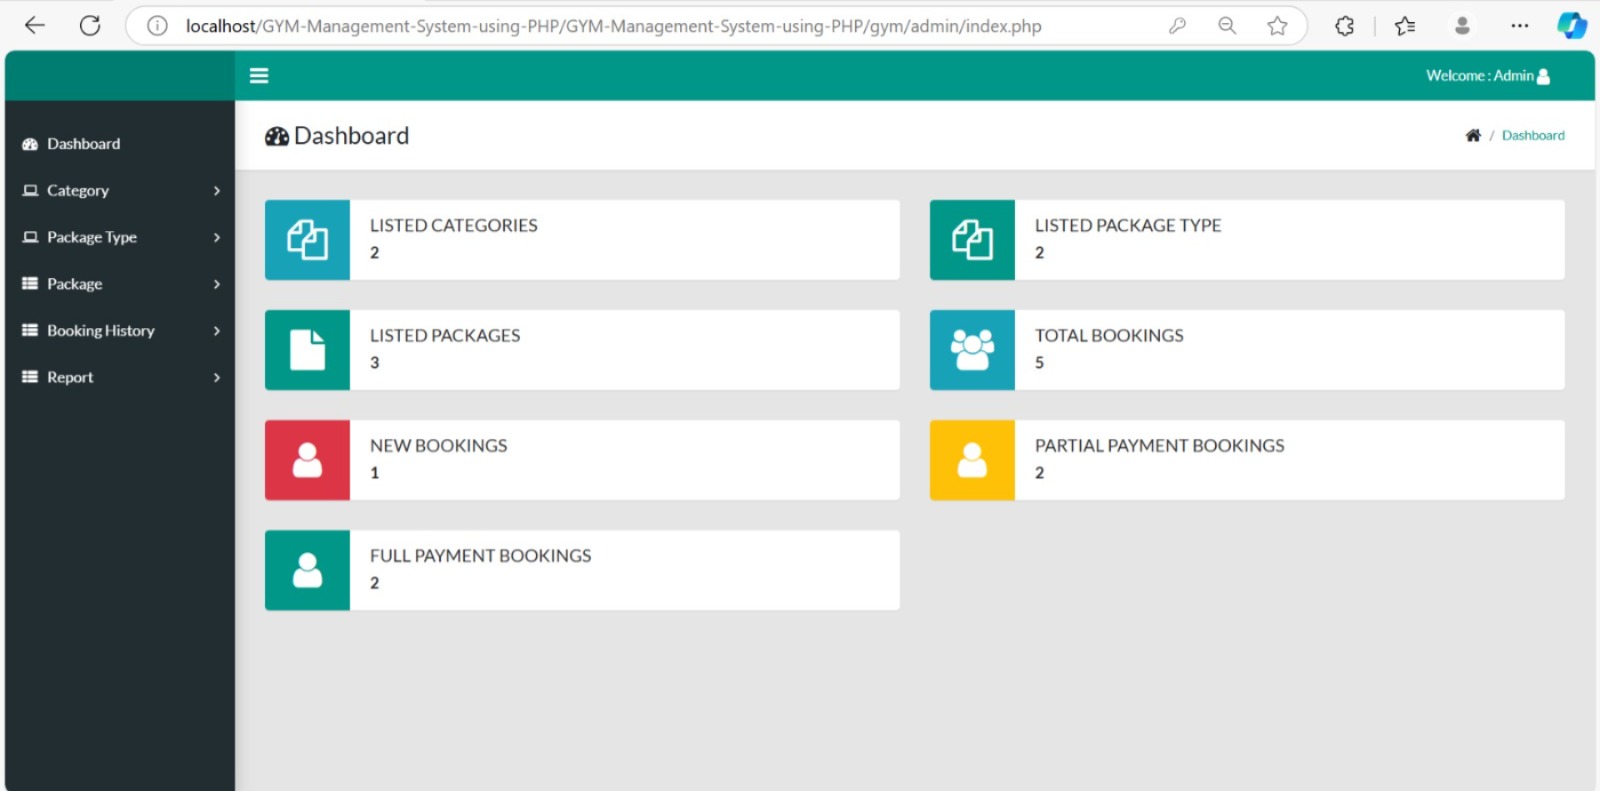 localhost/GYM-Management-System-using-PHP/GYM-Management-System-using-PHP/gym/admin/index.php
Welcome : Admin
Dashboard
Category
Package Type
Package
Booking History
Report
Dashboard
/ Dashboard
LISTED CATEGORIES
2
LISTED PACKAGE TYPE
2
LISTED PACKAGES
3
TOTAL BOOKINGS
5
NEW BOOKINGS
1
PARTIAL PAYMENT BOOKINGS
2
FULL PAYMENT BOOKINGS
2